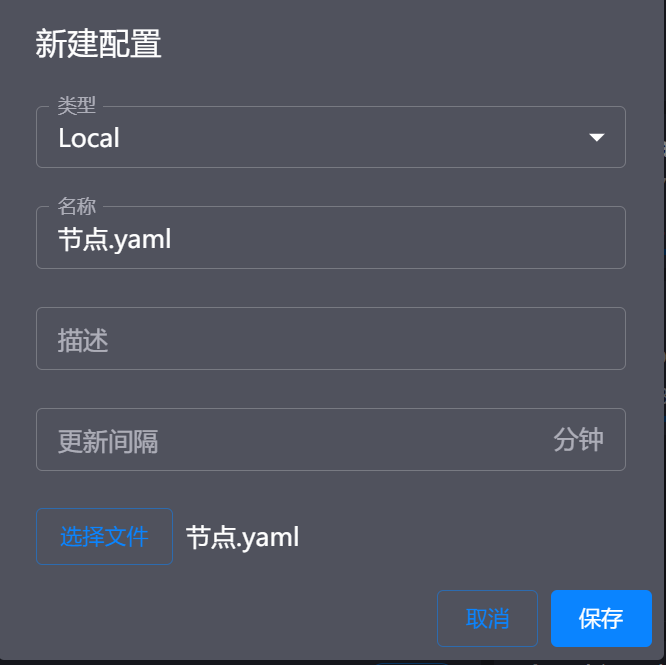 新建配置
类型
Local
名称
节点.yaml
描述
更新间隔 分钟
选择文件 节点.yaml
取消 保存